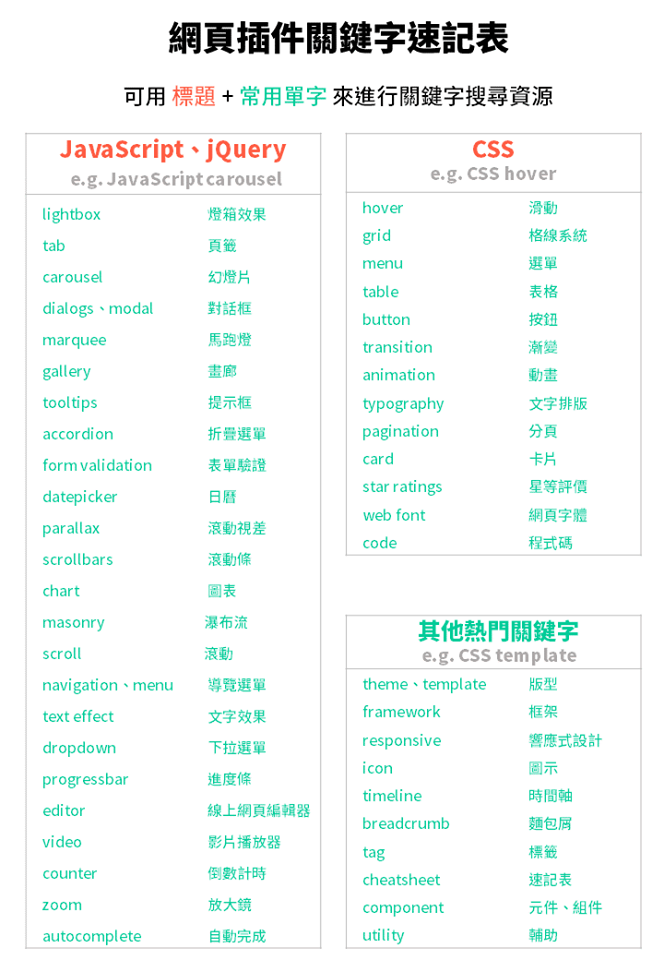 網頁插件關鍵字速記表
可用 標題 + 常用單字 來進行關鍵字搜尋資源
JavaScript、jQuery
e.g. JavaScript carousel
lightbox 燈箱效果
tab 頁籤
carousel 幻燈片
dialogs、modal 對話框
marquee 馬跑燈
gallery 畫廊
tooltips 提示框
accordion 折疊選單
form validation 表單驗證
datepicker 日曆
parallax 滾動視差
scrollbars 滾動條
chart 圖表
masonry 瀑布流
scroll 滾動
navigation、menu 導覽選單
text effect 文字效果
dropdown 下拉選單
progressbar 進度條
editor 線上網頁編輯器
video 影片播放器
counter 倒數計時
zoom 放大鏡
autocomplete 自動完成
CSS
e.g. CSS hover
hover 滑動
grid 格線系統
menu 選單
table 表格
button 按鈕
transition 漸變
animation 動畫
typography 文字排版
pagination 分頁
card 卡片
star ratings 星等評價
web font 網頁字體
code 程式碼
其他熱門關鍵字
e.g. CSS template
theme、template 版型
framework 框架
responsive 響應式設計
icon 圖示
timeline 時間軸
breadcrumb 麵包屑
tag 標籤
cheatsheet 速記表
component 元件、組件
utility 輔助